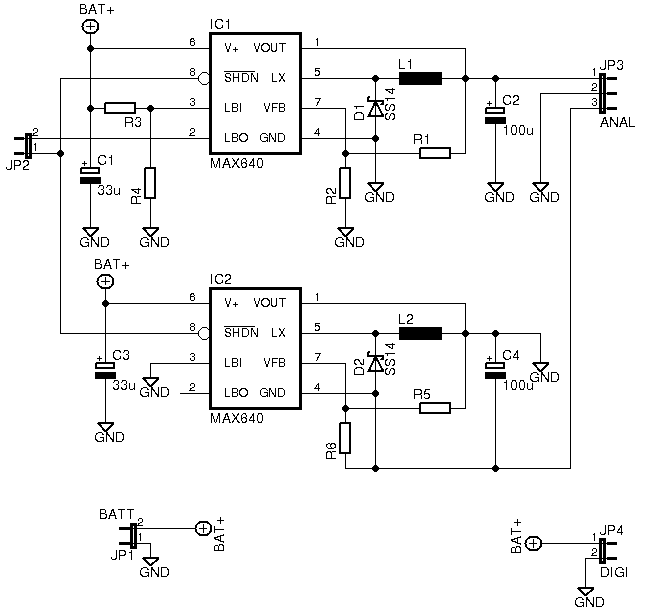 BAT+
IC1
6 V+ VOUT 1
8 SHDN LX 5
3 LBI VFB 7
2 LBO GND 4
MAX640
L1
D1
SS14
R3
R1
R2
R4
C1
+
33u
C2
+
100u
JP3
1
2
3
ANAL
2
1
JP2
GND
GND
GND
GND
GND
GND
BAT+
IC2
6 V+ VOUT 1
8 SHDN LX 5
3 LBI VFB 7
2 LBO GND 4
MAX640
L2
D2
SS14
R5
R6
C3
+
33u
C4
+
100u
GND
GND
GND
BATT
2
1
JP1
BAT+
GND
BAT+
JP4
1
2
DIGI
GND